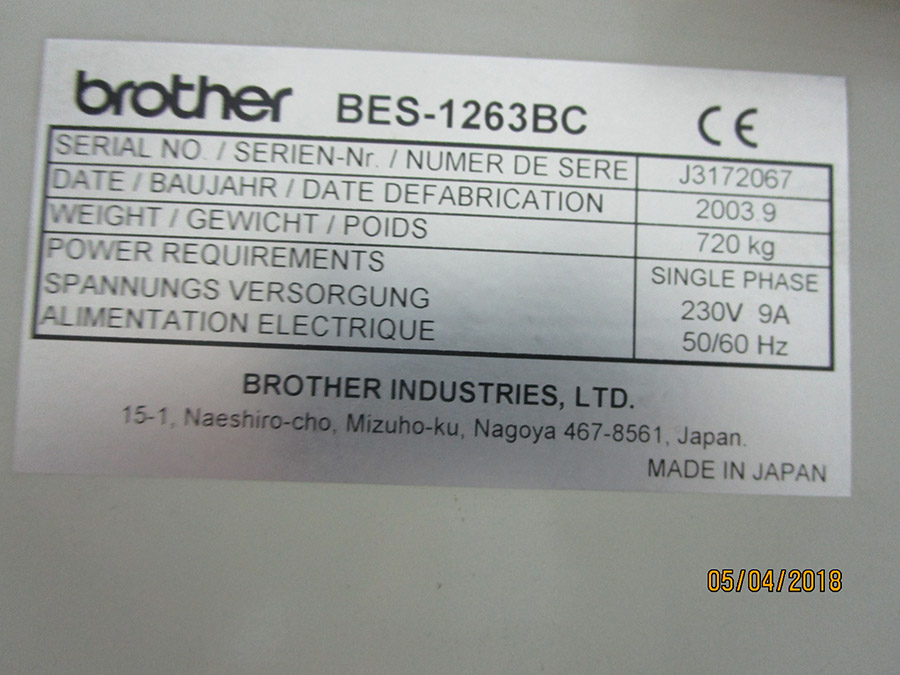 brother BES-1263BC CE
SERIAL NO. / SERIEN-Nr. / NUMER DE SERE J3172067
DATE / BAUJAHR / DATE DEFABRICATION 2003.9
WEIGHT / GEWICHT / POIDS 720 kg
POWER REQUIREMENTS SINGLE PHASE
SPANNUNGS VERSORGUNG 230V 9A
ALIMENTATION ELECTRIQUE 50/60 Hz
BROTHER INDUSTRIES, LTD.
15-1, Naeshiro-cho, Mizuho-ku, Nagoya 467-8561, Japan.
MADE IN JAPAN
05/04/2018